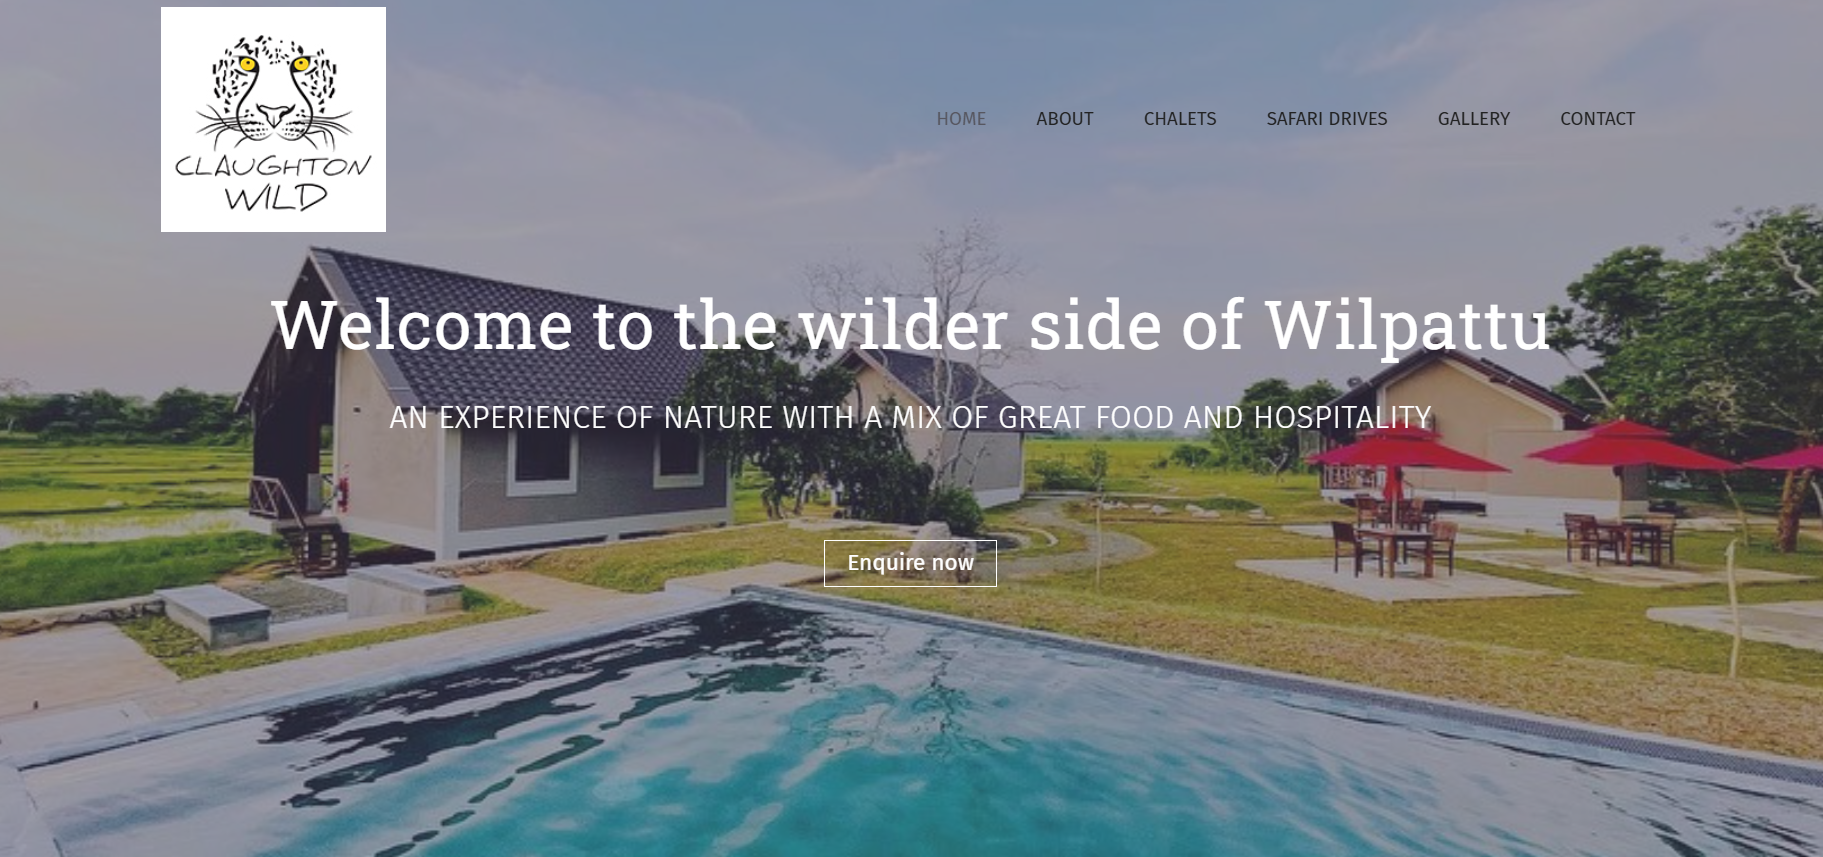 CLAUGHTON
WILD
HOME ABOUT CHALETS SAFARI DRIVES GALLERY CONTACT
Welcome to the wilder side of Wilpattu
AN EXPERIENCE OF NATURE WITH A MIX OF GREAT FOOD AND HOSPITALITY
Enquire now